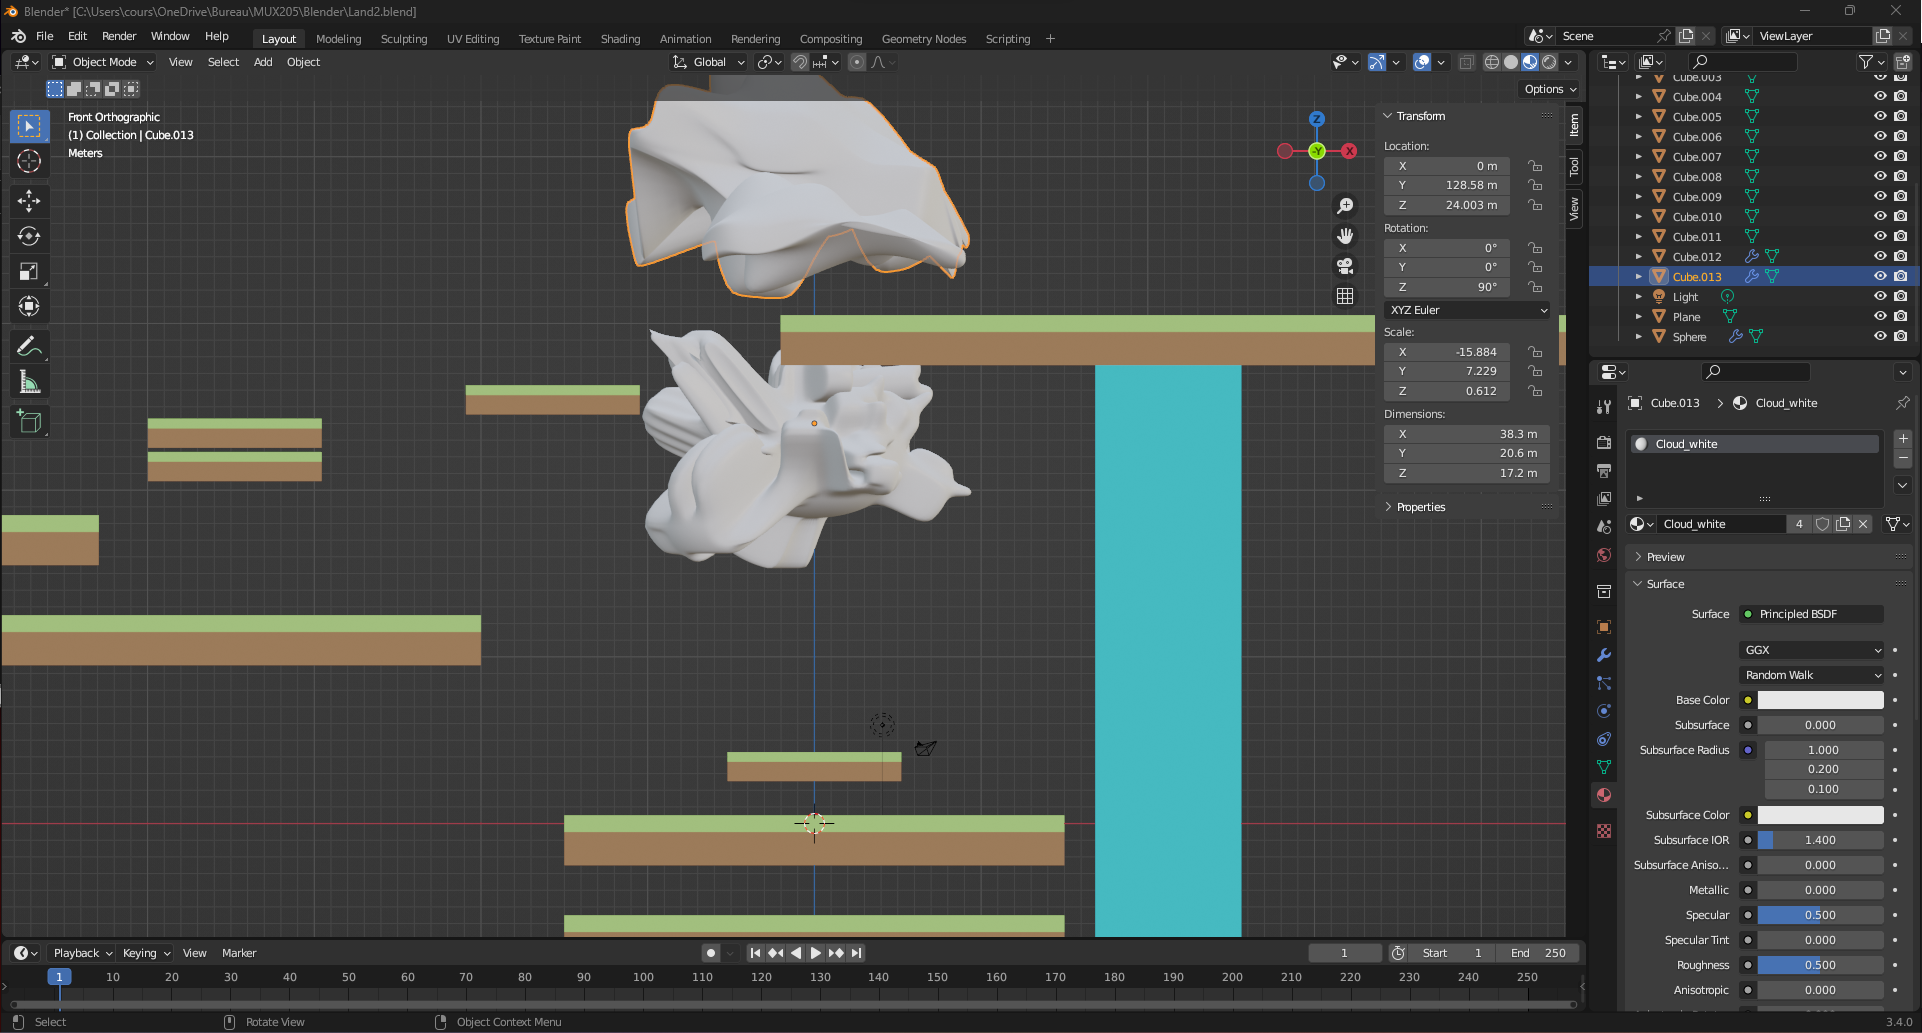 Blender* [C:\Users\cours\OneDrive\Bureau\MUX205\Blender\Land2.blend]
File Edit Render Window Help Layout Modeling Sculpting UV Editing Texture Paint Shading Animation Rendering Compositing Geometry Nodes Scripting + Scene ViewLayer
Object Mode View Select Add Object Global
Options
Front Orthographic
(1) Collection | Cube.013
Meters
Z
-Y
X
Item
Tool
View
Transform
Location:
X 0 m
Y 128.58 m
Z 24.003 m
Rotation:
X 0°
Y 0°
Z 90°
XYZ Euler
Scale:
X -15.884
Y 7.229
Z 0.612
Dimensions:
X 38.3 m
Y 20.6 m
Z 17.2 m
Properties
Cube.003
Cube.004
Cube.005
Cube.006
Cube.007
Cube.008
Cube.009
Cube.010
Cube.011
Cube.012
Cube.013
Light
Plane
Sphere
Cube.013 > Cloud_white
Cloud_white
Cloud_white 4
Preview
Surface
Surface Principled BSDF
GGX
Random Walk
Base Color
Subsurface 0.000
Subsurface Radius 1.000
0.200
0.100
Subsurface Color
Subsurface IOR 1.400
Subsurface Aniso... 0.000
Metallic 0.000
Specular 0.500
Specular Tint 0.000
Roughness 0.500
Anisotropic 0.000
Playback Keying View Marker 1 Start 1 End 250
1 10 20 30 40 50 60 70 80 90 100 110 120 130 140 150 160 170 180 190 200 210 220 230 240 250
Select Rotate View Object Context Menu 3.4.0